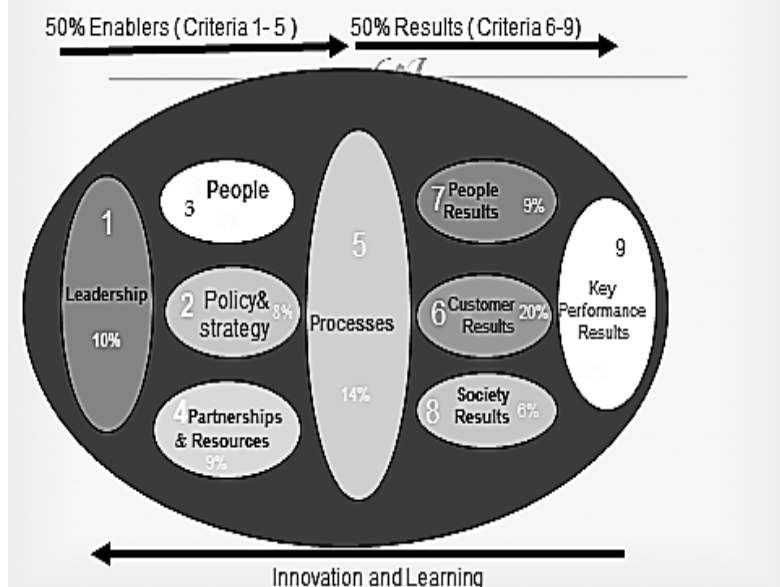 50% Enablers ( Criteria 1- 5 )
50% Results ( Criteria 6-9)
1
Leadership
10%
3 People
2 Policy&
strategy 8%
4 Partnerships
& Resources
9%
5
Processes
14%
7 People
Results 9%
6 Customer
Results 20%
8 Society
Results 6%
9
Key
Performance
Results
Innovation and Learning